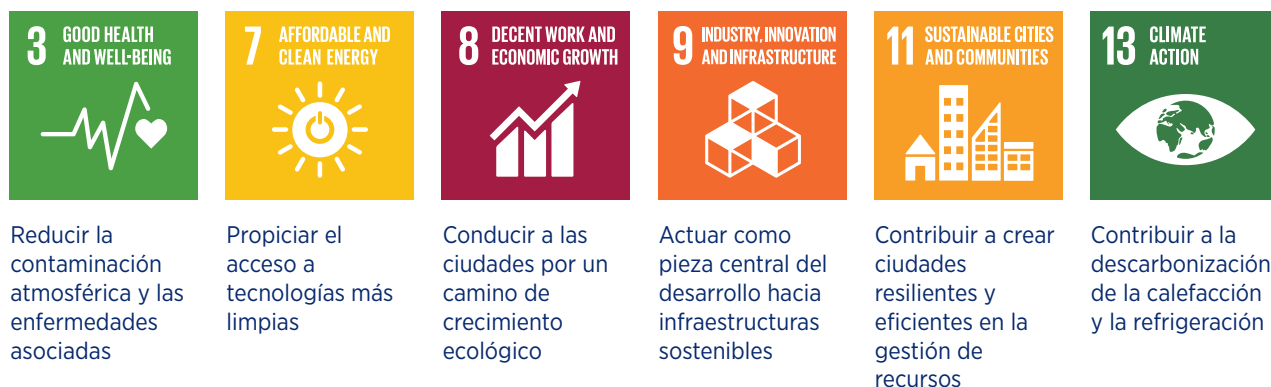 3 GOOD HEALTH
AND WELL-BEING
7 AFFORDABLE AND
CLEAN ENERGY
8 DECENT WORK AND
ECONOMIC GROWTH
9 INDUSTRY, INNOVATION
AND INFRASTRUCTURE
11 SUSTAINABLE CITIES
AND COMMUNITIES
13 CLIMATE
ACTION
Reducir la
contaminación
atmosférica y las
enfermedades
asociadas
Propiciar el
acceso a
tecnologías más
limpias
Conducir a las
ciudades por un
camino de
crecimiento
ecológico
Actuar como
pieza central del
desarrollo hacia
infraestructuras
sostenibles
Contribuir a crear
ciudades
resilientes y
eficientes en la
gestión de
recursos
Contribuir a la
descarbonización
de la calefacción
y la refrigeración